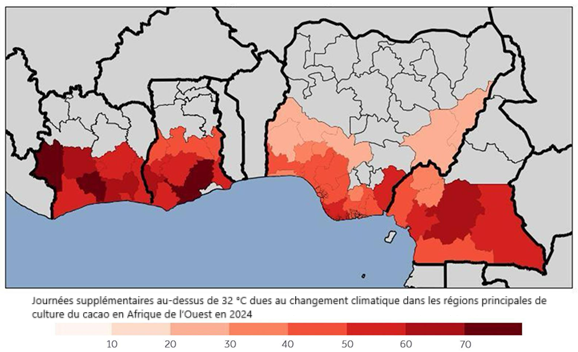 Journées supplémentaires au-dessus de 32 °C dues au changement climatique dans les régions principales de
culture du cacao en Afrique de l'Ouest en 2024
10 20 30 40 50 60 70